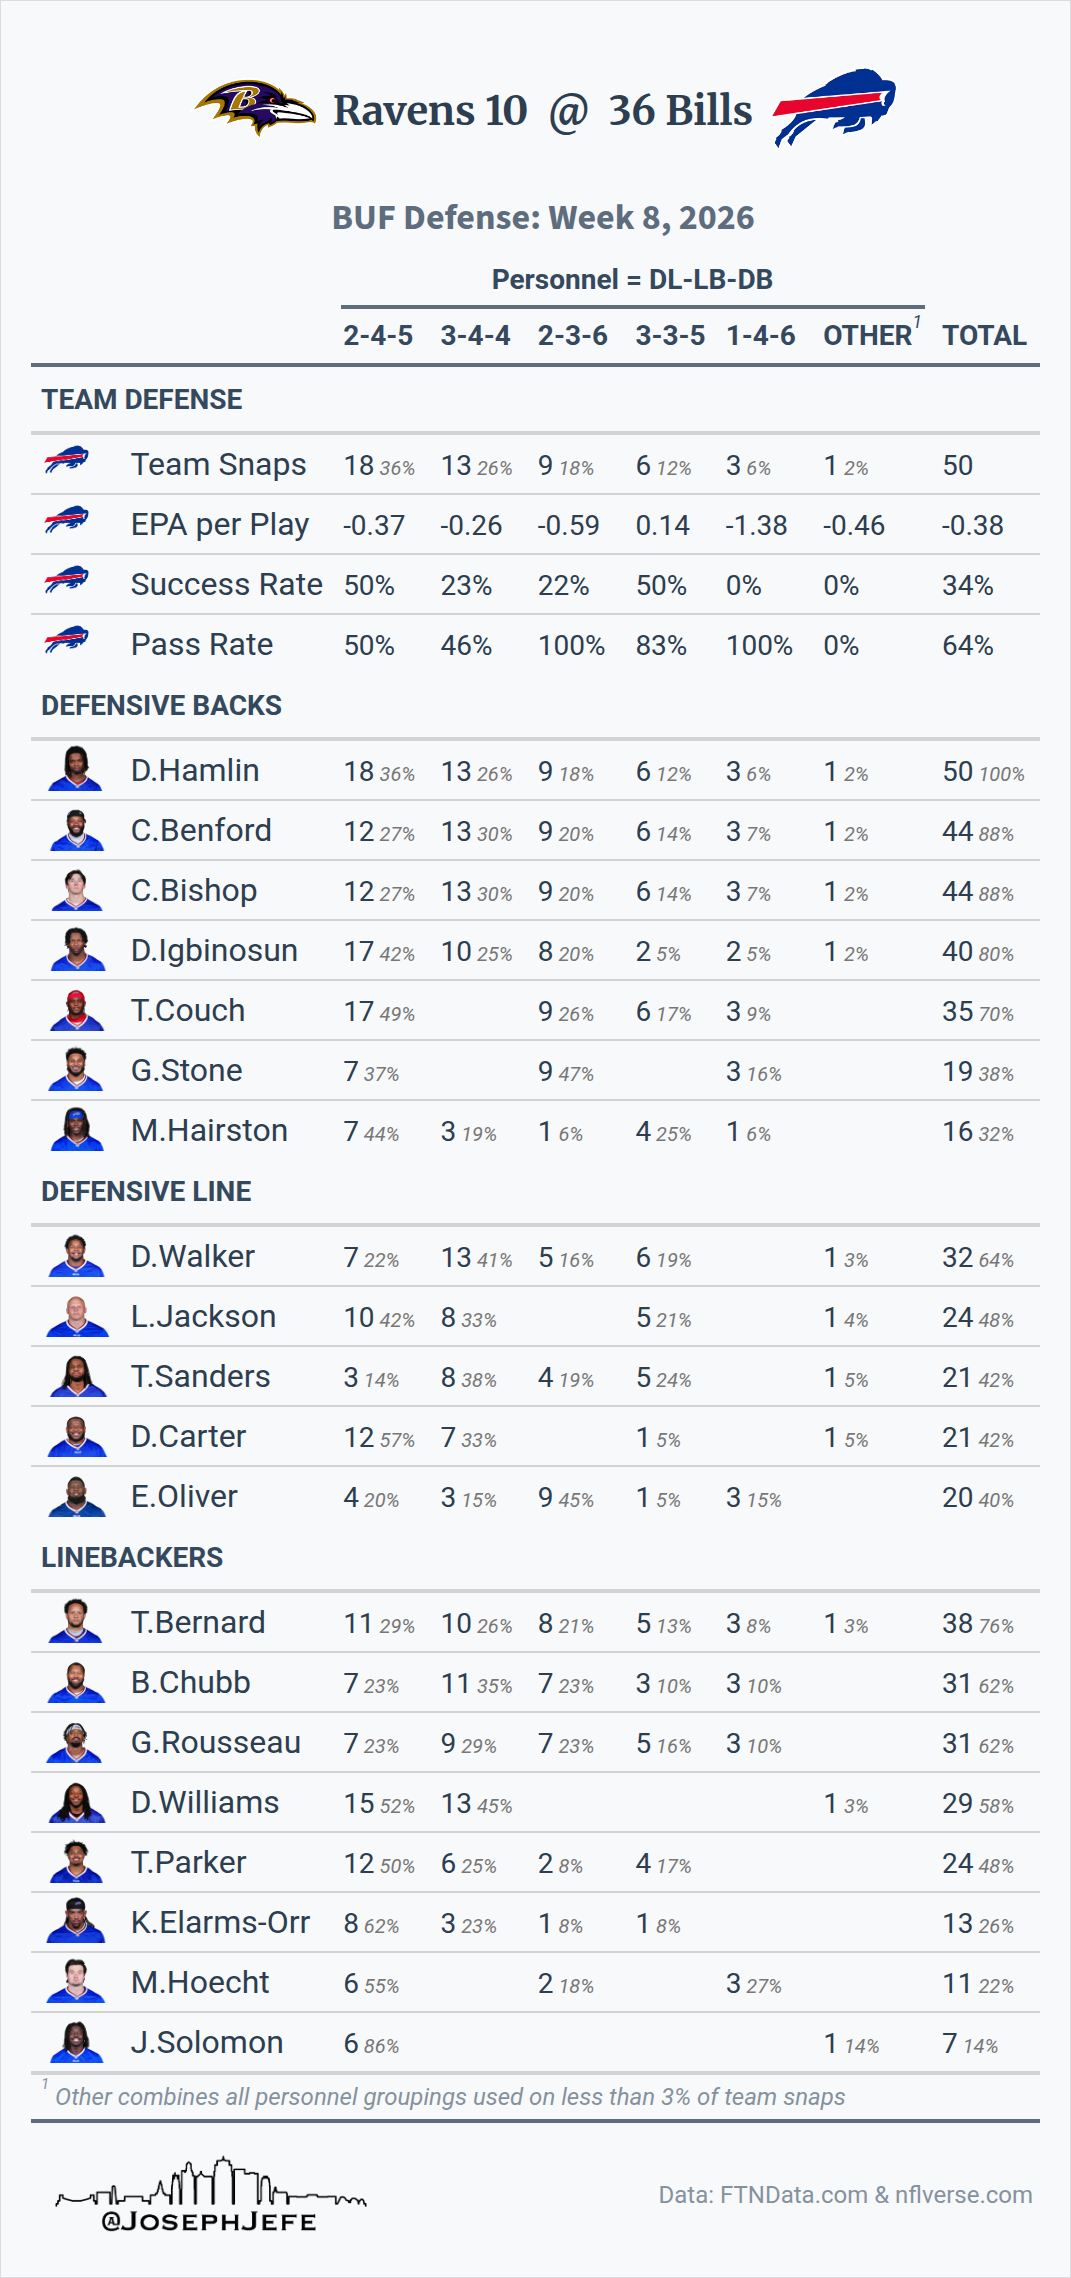 Ravens 10 @ 36 Bills
BUF Defense: Week 8, 2026
Personnel = DL-LB-DB
2-4-5 3-4-4 2-3-6 3-3-5 1-4-6 OTHER1 TOTAL
TEAM DEFENSE
Team Snaps 18 36% 13 26% 9 18% 6 12% 3 6% 1 2% 50
EPA per Play -0.37 -0.26 -0.59 0.14 -1.38 -0.46 -0.38
Success Rate 50% 23% 22% 50% 0% 0% 34%
Pass Rate 50% 46% 100% 83% 100% 0% 64%
DEFENSIVE BACKS
D.Hamlin 18 36% 13 26% 9 18% 6 12% 3 6% 1 2% 50 100%
C.Benford 12 27% 13 30% 9 20% 6 14% 3 7% 1 2% 44 88%
C.Bishop 12 27% 13 30% 9 20% 6 14% 3 7% 1 2% 44 88%
D.Igbinosun 17 42% 10 25% 8 20% 2 5% 2 5% 1 2% 40 80%
T.Couch 17 49% 9 26% 6 17% 3 9% 35 70%
G.Stone 7 37% 9 47% 3 16% 19 38%
M.Hairston 7 44% 3 19% 1 6% 4 25% 1 6% 16 32%
DEFENSIVE LINE
D.Walker 7 22% 13 41% 5 16% 6 19% 1 3% 32 64%
L.Jackson 10 42% 8 33% 5 21% 1 4% 24 48%
T.Sanders 3 14% 8 38% 4 19% 5 24% 1 5% 21 42%
D.Carter 12 57% 7 33% 1 5% 1 5% 21 42%
E.Oliver 4 20% 3 15% 9 45% 1 5% 3 15% 20 40%
LINEBACKERS
T.Bernard 11 29% 10 26% 8 21% 5 13% 3 8% 1 3% 38 76%
B.Chubb 7 23% 11 35% 7 23% 3 10% 3 10% 31 62%
G.Rousseau 7 23% 9 29% 7 23% 5 16% 3 10% 31 62%
D.Williams 15 52% 13 45% 1 3% 29 58%
T.Parker 12 50% 6 25% 2 8% 4 17% 24 48%
K.Elarms-Orr 8 62% 3 23% 1 8% 1 8% 13 26%
M.Hoecht 6 55% 2 18% 3 27% 11 22%
J.Solomon 6 86% 1 14% 7 14%
1 Other combines all personnel groupings used on less than 3% of team snaps
@JosephJefe
Data: FTNData.com & nflverse.com